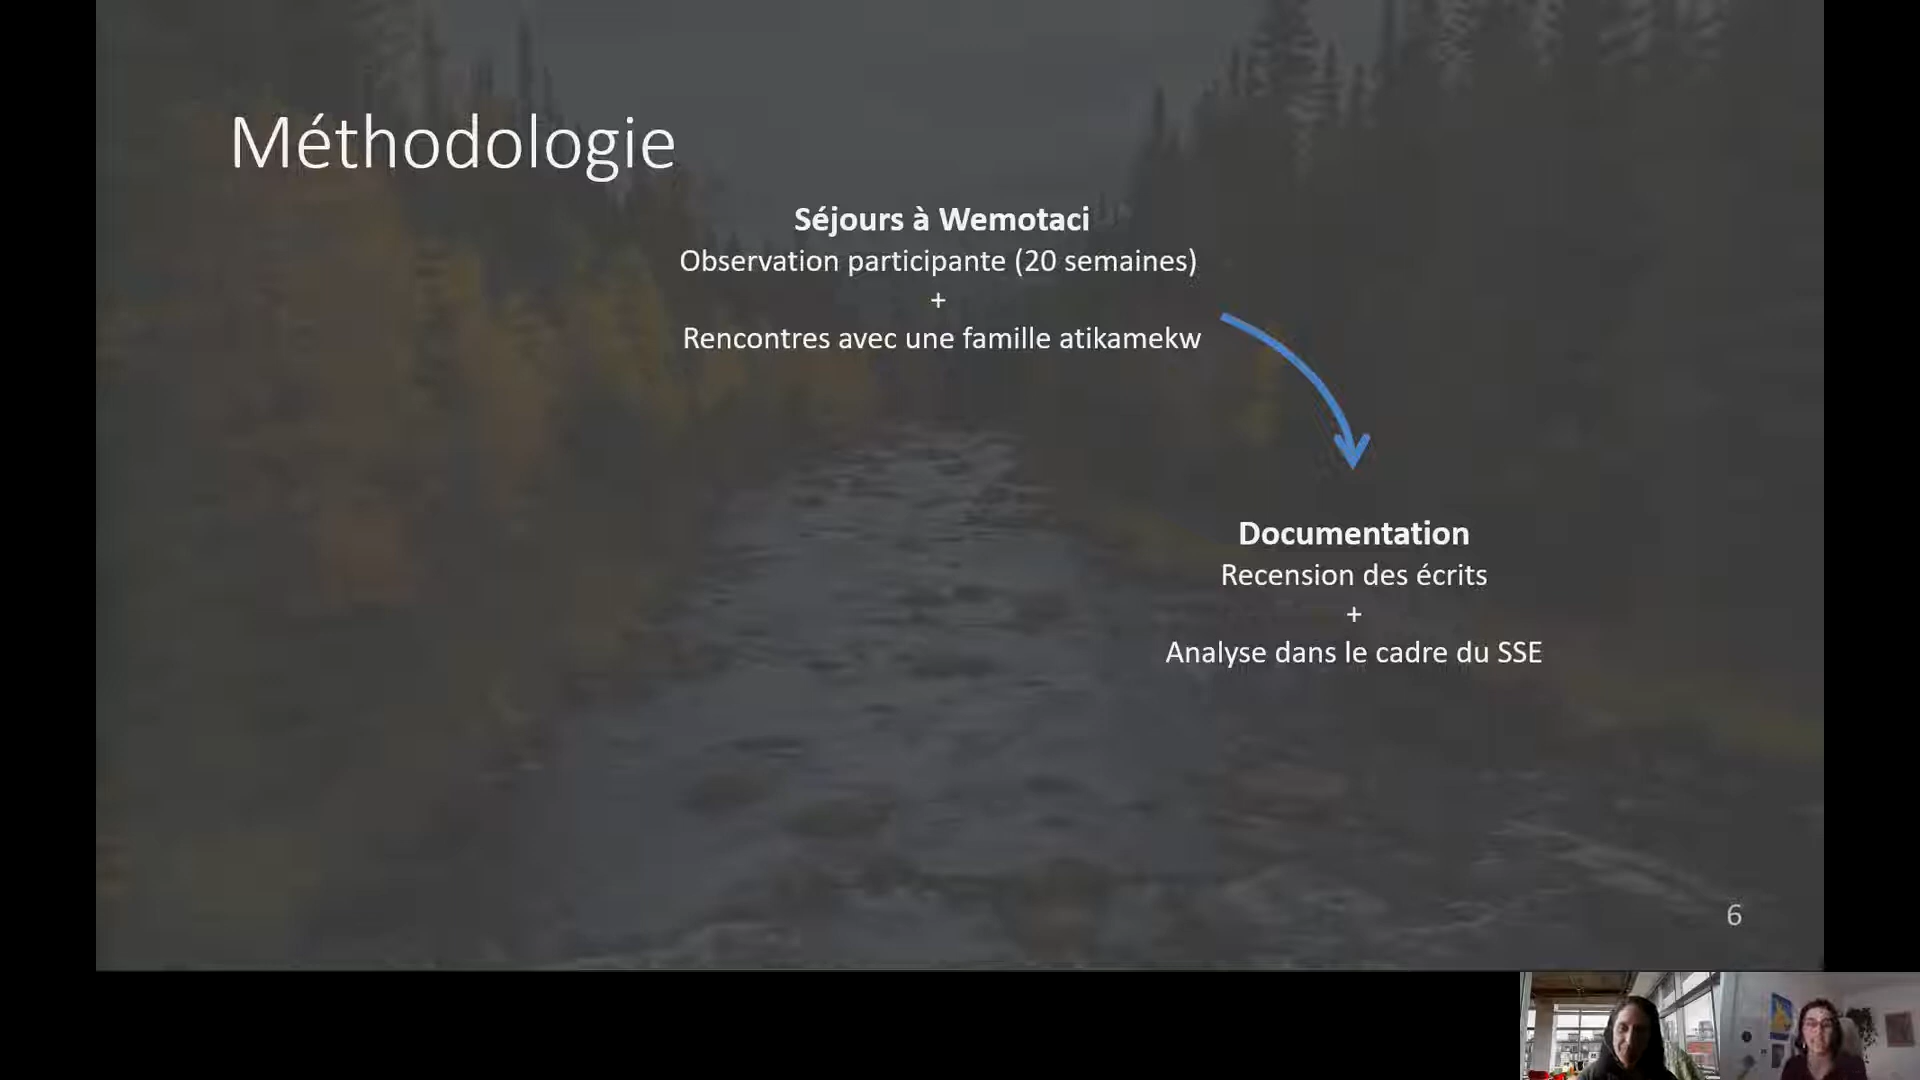 Méthodologie
Séjours à Wemotaci
Observation participante (20 semaines)
+
Rencontres avec une famille atikamekw
Documentation
Recension des écrits
+
Analyse dans le cadre du SSE
6